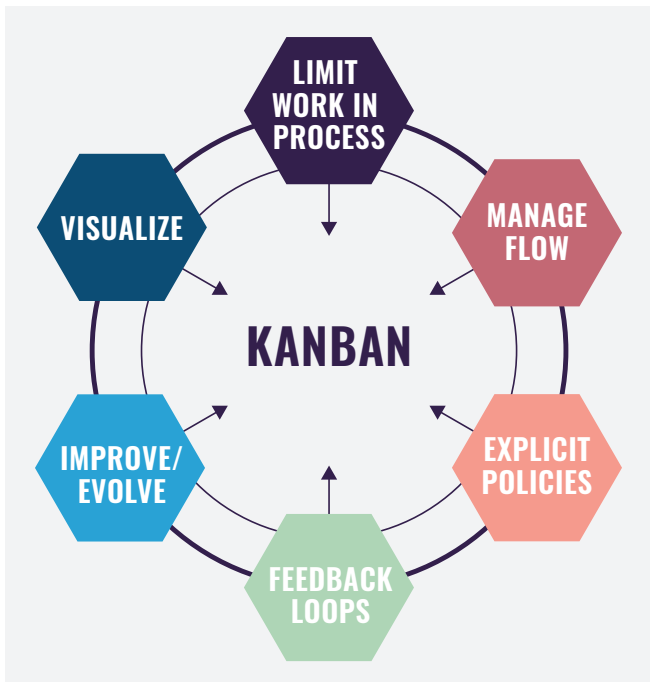 LIMIT
WORK IN
PROCESS
VISUALIZE
MANAGE
FLOW
KANBAN
IMPROVE/
EVOLVE
EXPLICIT
POLICIES
FEEDBACK
LOOPS